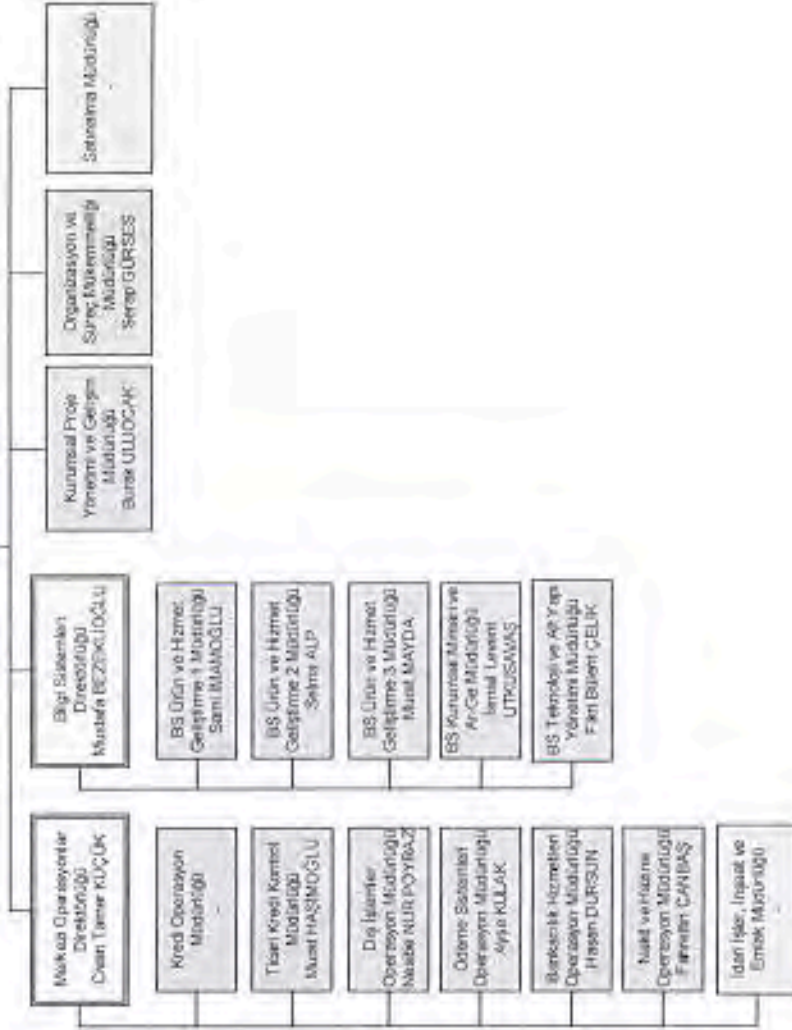 Merkezi Operasyonlar
Direktörlüğü
Civan Tamer KÜÇÜK
Kredi Operasyon
Müdürlüğü
-
Ticari Kredi Kontrol
Müdürlüğü
Murat HAŞİMOĞLU
Dış İşlemler
Operasyon Müdürlüğü
Nesibe NUR POYRAZ
Ödeme Sistemleri
Operasyon Müdürlüğü
Ayşe KULAK
Bankacılık Hizmetleri
Operasyon Müdürlüğü
Hasan DURSUN
Nakit ve Hazine
Operasyon Müdürlüğü
Fahrettin CANBAŞ
İdari İşler, İnşaat ve
Emlak Müdürlüğü
-
Bilgi Sistemleri
Direktörlüğü
Mustafa BEZEKLİOĞLU
BS Ürün ve Hizmet
Geliştirme 1 Müdürlüğü
Sami İMAMOĞLU
BS Ürün ve Hizmet
Geliştirme 2 Müdürlüğü
Selma ALP
BS Ürün ve Hizmet
Geliştirme 3 Müdürlüğü
Murat MAYDA
BS Kurumsal Mimari ve
Ar-Ge Müdürlüğü
İsmail Levent
UTKUSAVAŞ
BS Teknoloji ve Alt Yapı
Yönetimi Müdürlüğü
Fikri Bülent ÇELİK
Kurumsal Proje
Yönetimi ve Gelişim
Müdürlüğü
Burak ULUOCAK
Organizasyon ve
Süreç Mükemmelliği
Müdürlüğü
Serap GÜRSES
Satınalma Müdürlüğü
-